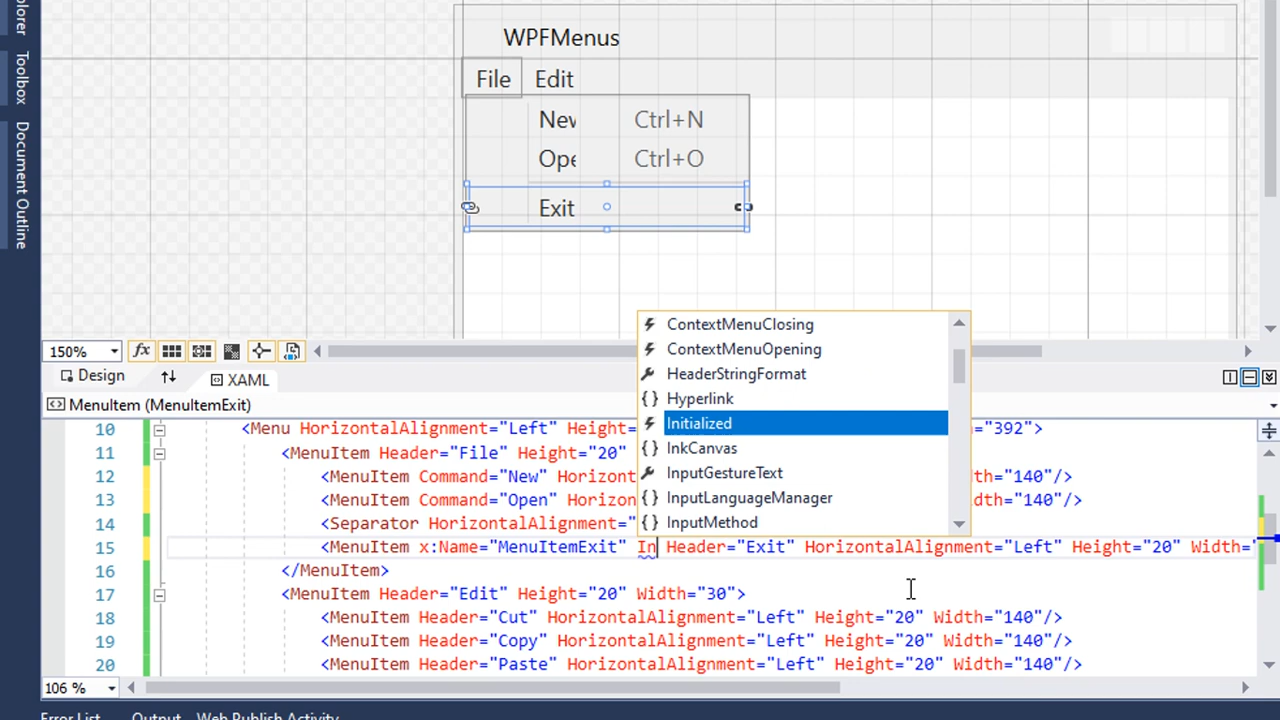 plorer
Toolbox
Document Outline
WPFMenus
File Edit
Nev Ctrl+N
Ope Ctrl+O
Exit
150%
fx
Design
XAML
MenuItem (MenuItemExit)
ContextMenuClosing
ContextMenuOpening
HeaderStringFormat
Hyperlink
Initialized
InkCanvas
InputGestureText
InputLanguageManager
InputMethod
10 <Menu HorizontalAlignment="Left" Height= ="392">
11 <MenuItem Header="File" Height="20"
12 <MenuItem Command="New" Horizont Width="140"/>
13 <MenuItem Command="Open" Horizo idth="140"/>
14 <Separator HorizontalAlignment="
15 <MenuItem x:Name="MenuItemExit" In Header="Exit" HorizontalAlignment="Left" Height="20" Width="
16 </MenuItem>
17 <MenuItem Header="Edit" Height="20" Width="30">
18 <MenuItem Header="Cut" HorizontalAlignment="Left" Height="20" Width="140"/>
19 <MenuItem Header="Copy" HorizontalAlignment="Left" Height="20" Width="140"/>
20 <MenuItem Header="Paste" HorizontalAlignment="Left" Height="20" Width="140"/>
106 %
Error List Output Web Publish Activity